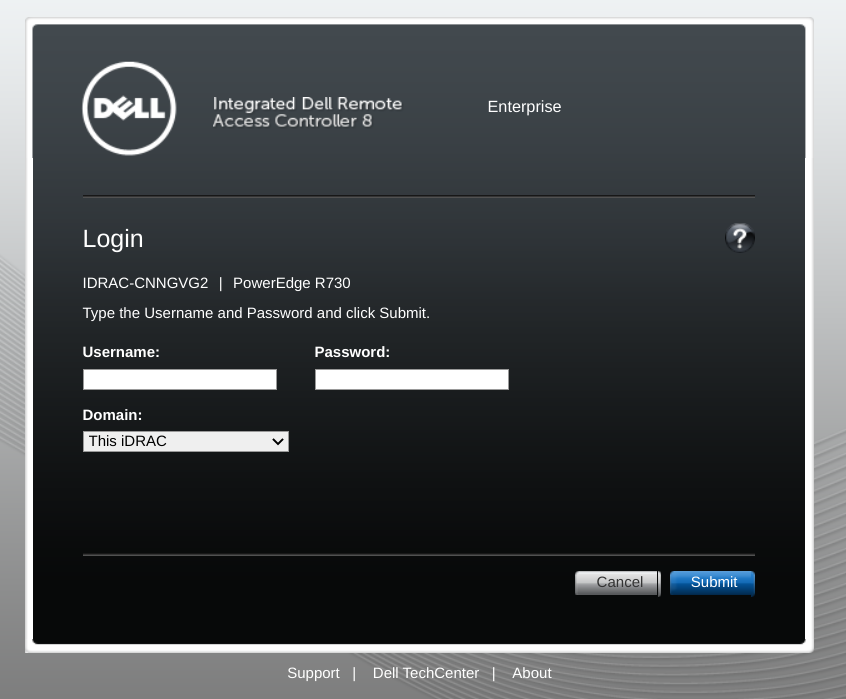 DELL
Integrated Dell Remote
Access Controller 8
Enterprise
Login
?
IDRAC-CNNGVG2 | PowerEdge R730
Type the Username and Password and click Submit.
Username: Password:
Domain:
This iDRAC
Cancel Submit
Support | Dell TechCenter | About